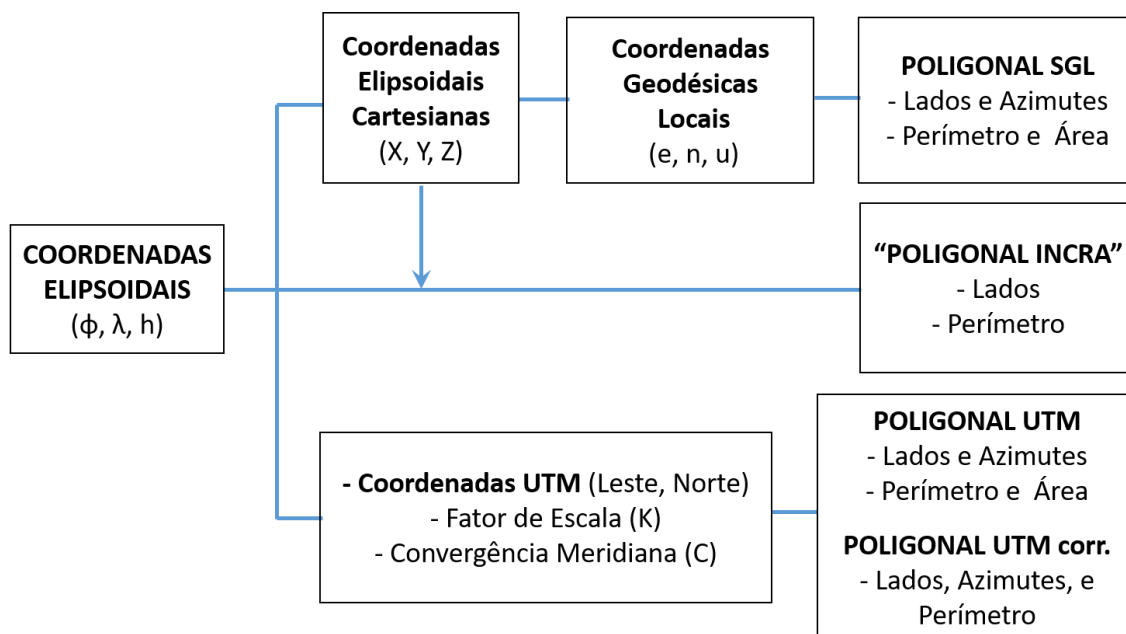 Coordenadas
Elipsoidais
Cartesianas
(X, Y, Z)
Coordenadas
Geodésicas
Locais
(e, n, u)
POLIGONAL SGL
- Lados e Azimutes
- Perímetro e Área
COORDENADAS
ELIPSOIDAIS
(ϕ, λ, h)
“POLIGONAL INCRA”
- Lados
- Perímetro
- Coordenadas UTM (Leste, Norte)
- Fator de Escala (K)
- Convergência Meridiana (C)
POLIGONAL UTM
- Lados e Azimutes
- Perímetro e Área
POLIGONAL UTM corr.
- Lados, Azimutes, e
Perímetro